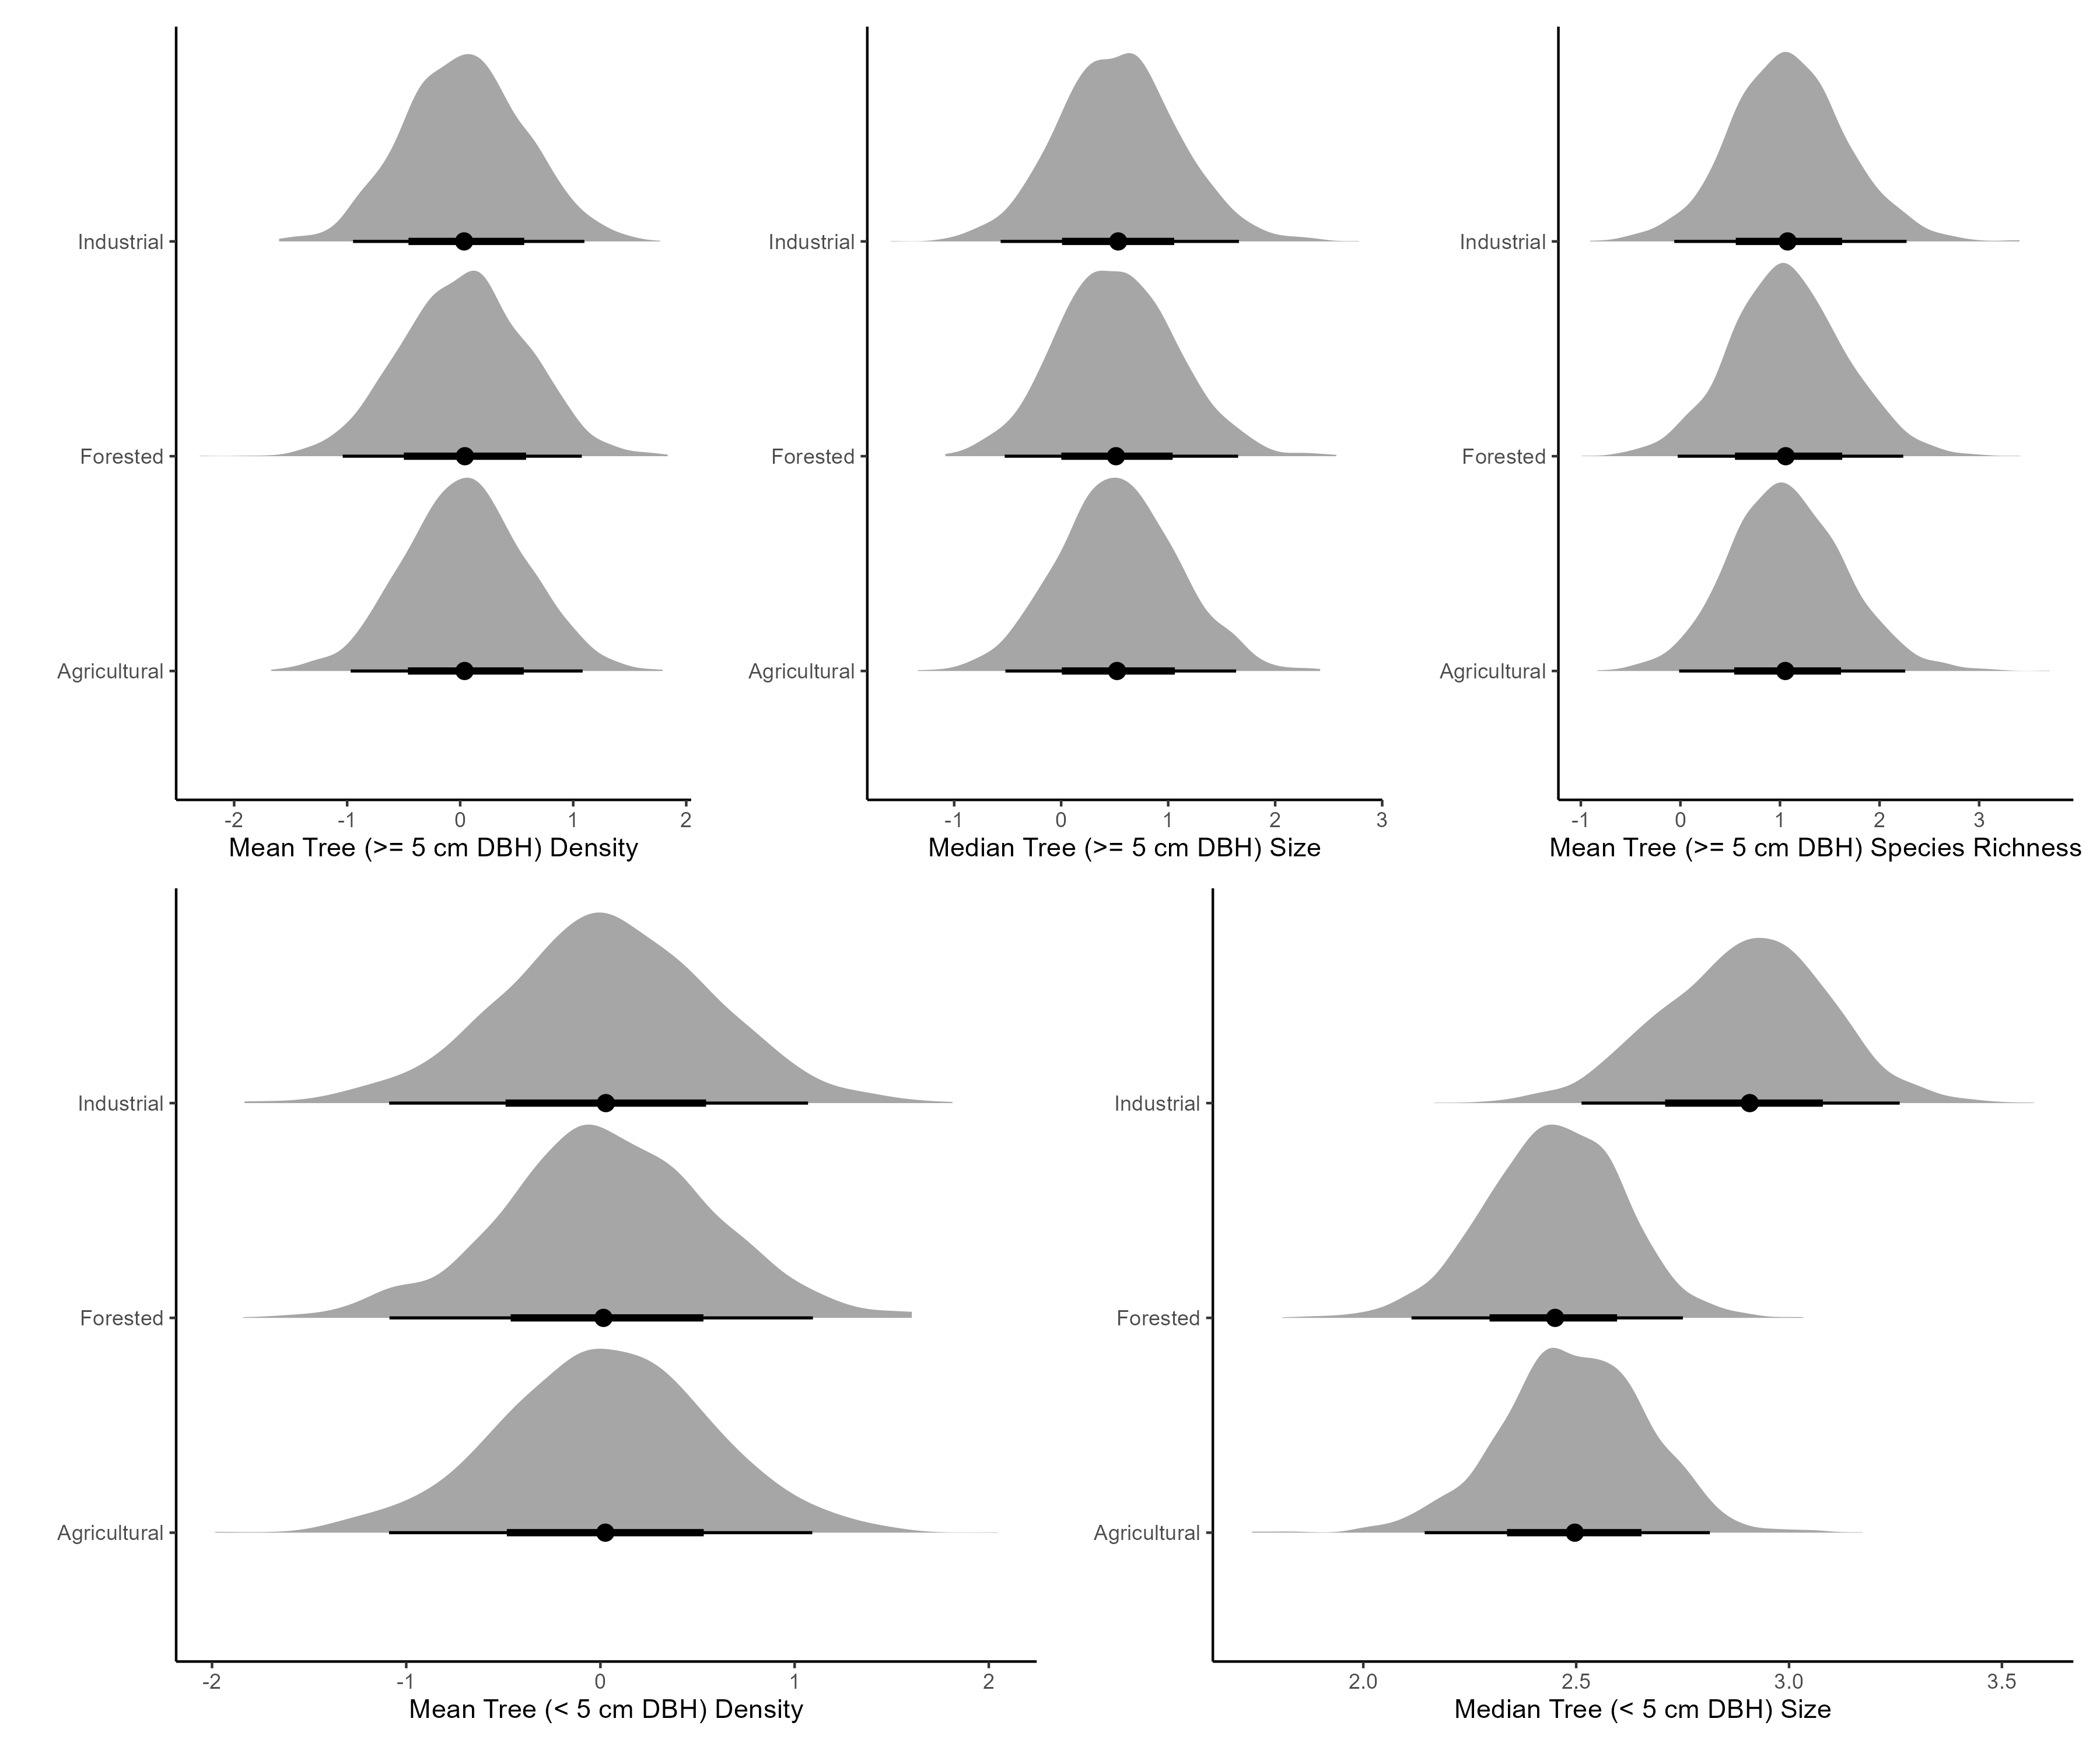 Industrial
Forested
Agricultural
-2 -1 0 1 2
Mean Tree (>= 5 cm DBH) Density
Industrial
Forested
Agricultural
-1 0 1 2 3
Median Tree (>= 5 cm DBH) Size
Industrial
Forested
Agricultural
-1 0 1 2 3
Mean Tree (>= 5 cm DBH) Species Richness
Industrial
Forested
Agricultural
-2 -1 0 1 2
Mean Tree (< 5 cm DBH) Density
Industrial
Forested
Agricultural
2.0 2.5 3.0 3.5
Median Tree (< 5 cm DBH) Size